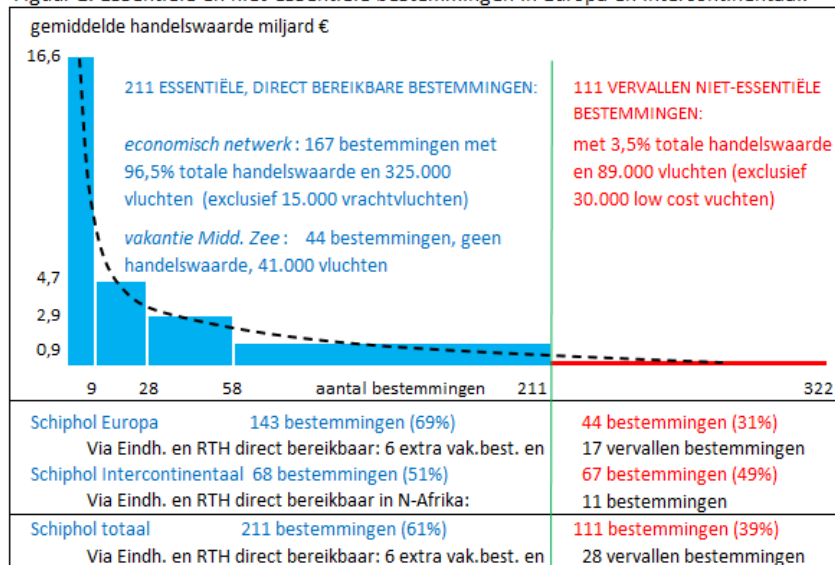 gemiddelde handelswaarde miljard €
16,6
211 ESSENTIËLE, DIRECT BEREIKBARE BESTEMMINGEN:
economisch netwerk: 167 bestemmingen met
96,5% totale handelswaarde en 325.000
vluchten (exclusief 15.000 vrachtvluchten)
vakantie Midd. Zee: 44 bestemmingen, geen
handelswaarde, 41.000 vluchten
111 VERVALLEN NIET-ESSENTIËLE
BESTEMMINGEN:
met 3,5% totale handelswaarde
en 89.000 vluchten (exclusief
30.000 low cost vuchten)
4,7
2,9
0,9
9 28 58 aantal bestemmingen 211 322
Schiphol Europa 143 bestemmingen (69%) 44 bestemmingen (31%)
Via Eindh. en RTH direct bereikbaar: 6 extra vak.best. en 17 vervallen bestemmingen
Schiphol Intercontinentaal 68 bestemmingen (51%) 67 bestemmingen (49%)
Via Eindh. en RTH direct bereikbaar in N-Afrika: 11 bestemmingen
Schiphol totaal 211 bestemmingen (61%) 111 bestemmingen (39%)
Via Eindh. en RTH direct bereikbaar: 6 extra vak.best. en 28 vervallen bestemmingen